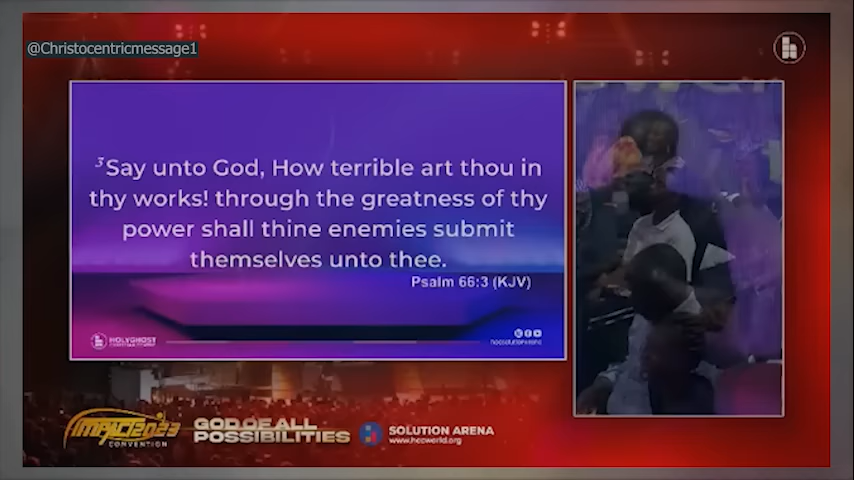 @Christocentricmessage1
3Say unto God, How terrible art thou in
thy works! through the greatness of thy
power shall thine enemies submit
themselves unto thee.
Psalm 66:3 (KJV)
HOLYGHOST
IMPACT2023
CONVENTION
GOD OF ALL
POSSIBILITIES
SOLUTION ARENA
www.hccworld.org